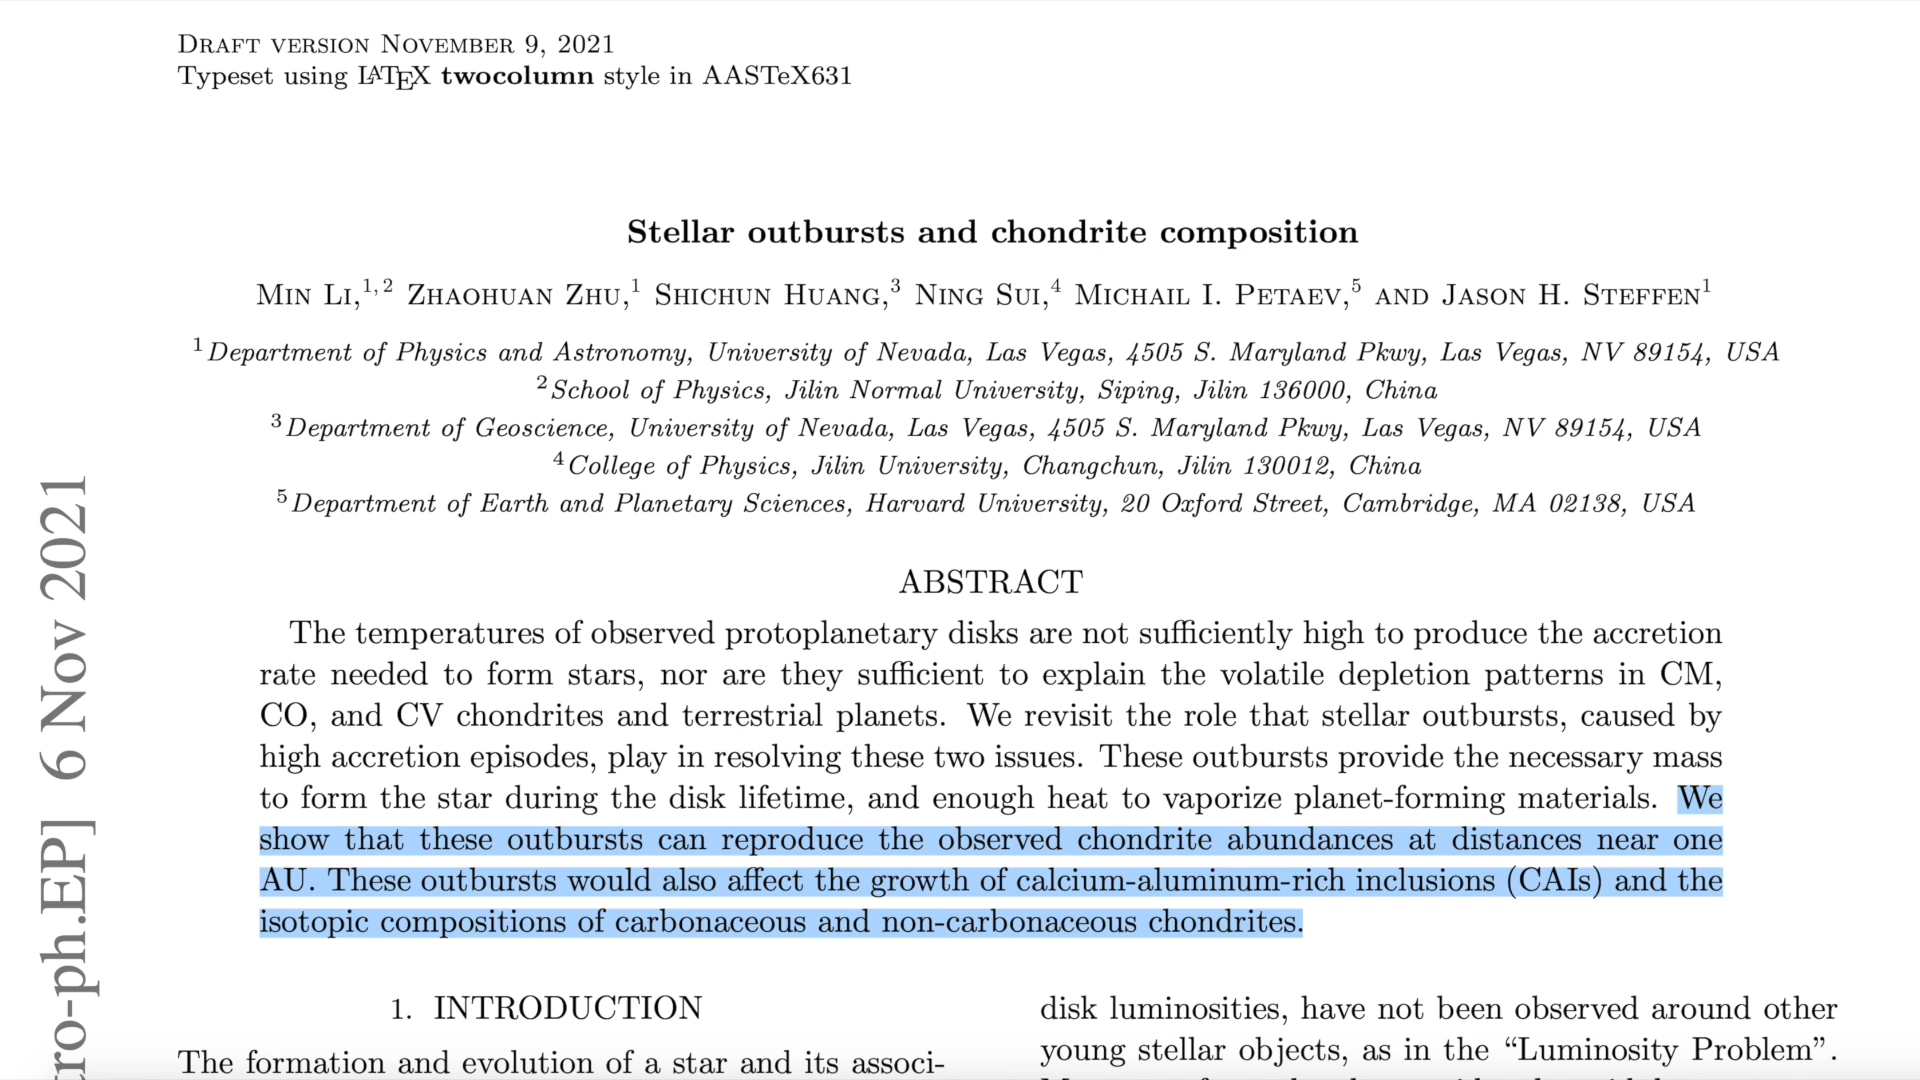 DRAFT VERSION NOVEMBER 9, 2021
Typeset using LATEX twocolumn style in AASTeX631
Stellar outbursts and chondrite composition
MIN LI,1,2 ZHAOHUAN ZHU,1 SHICHUN HUANG,3 NING SUI,4 MICHAIL I. PETAEV,5 AND JASON H. STEFFEN1
1Department of Physics and Astronomy, University of Nevada, Las Vegas, 4505 S. Maryland Pkwy, Las Vegas, NV 89154, USA
2School of Physics, Jilin Normal University, Siping, Jilin 136000, China
3Department of Geoscience, University of Nevada, Las Vegas, 4505 S. Maryland Pkwy, Las Vegas, NV 89154, USA
4College of Physics, Jilin University, Changchun, Jilin 130012, China
5Department of Earth and Planetary Sciences, Harvard University, 20 Oxford Street, Cambridge, MA 02138, USA
ABSTRACT
The temperatures of observed protoplanetary disks are not sufficiently high to produce the accretion
rate needed to form stars, nor are they sufficient to explain the volatile depletion patterns in CM,
CO, and CV chondrites and terrestrial planets. We revisit the role that stellar outbursts, caused by
high accretion episodes, play in resolving these two issues. These outbursts provide the necessary mass
to form the star during the disk lifetime, and enough heat to vaporize planet-forming materials. We
show that these outbursts can reproduce the observed chondrite abundances at distances near one
AU. These outbursts would also affect the growth of calcium-aluminum-rich inclusions (CAIs) and the
isotopic compositions of carbonaceous and non-carbonaceous chondrites.
1. INTRODUCTION
The formation and evolution of a star and its associ-
disk luminosities, have not been observed around other
young stellar objects, as in the “Luminosity Problem”.
tro-ph.EP] 6 Nov 2021